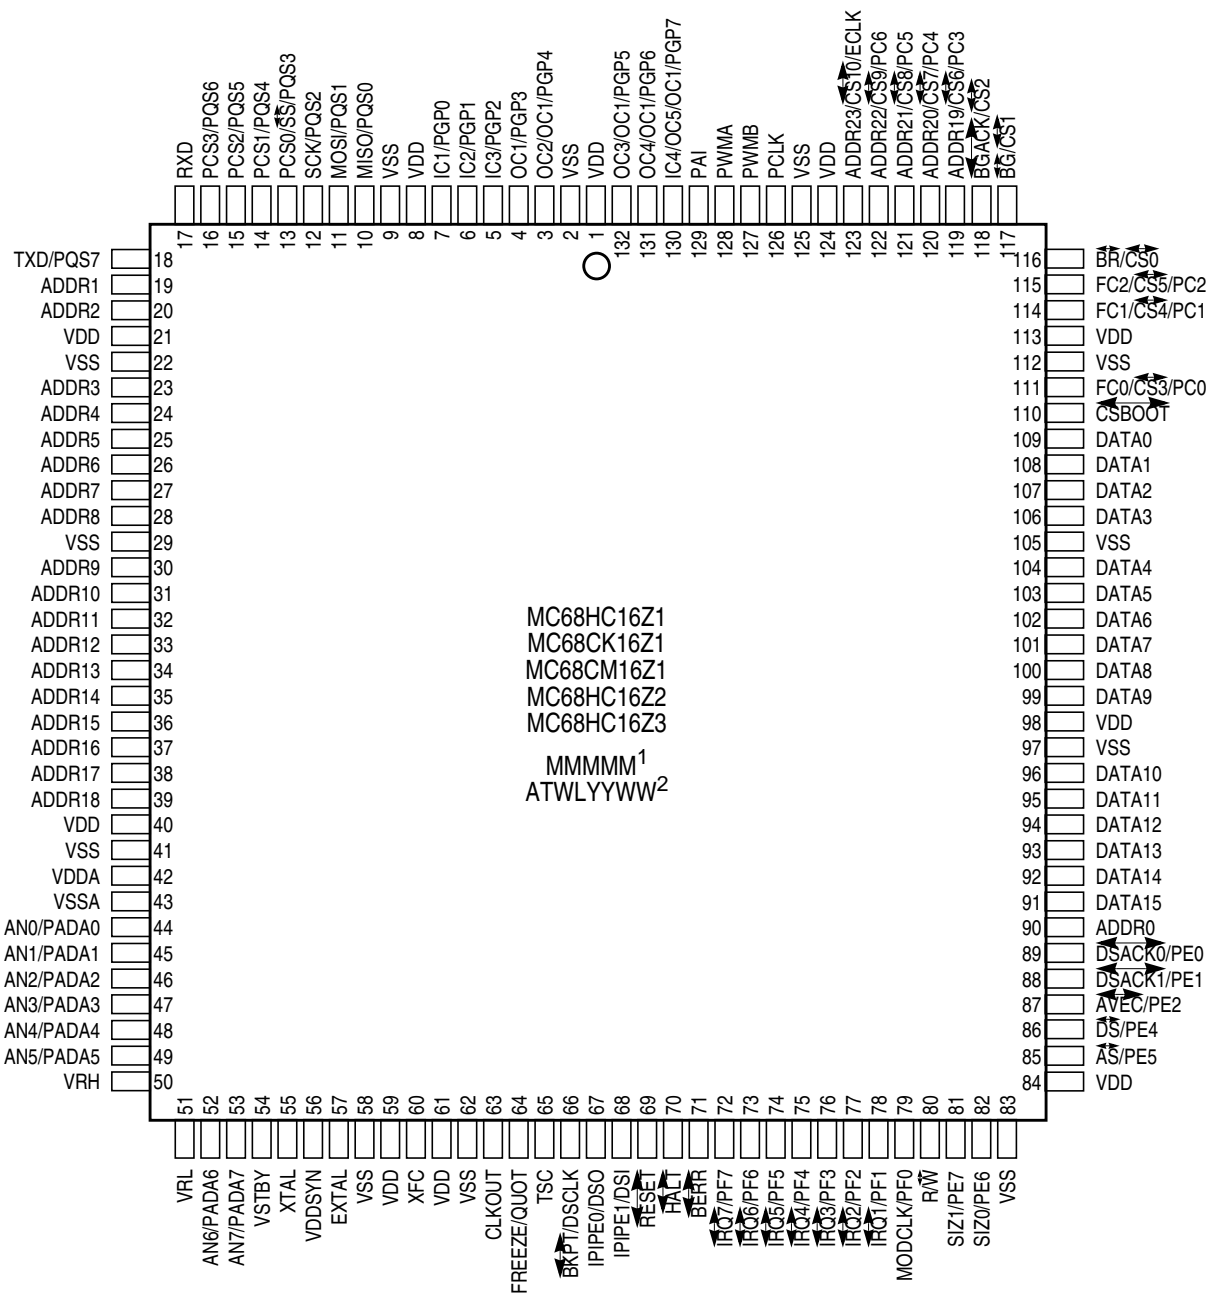 RXD
PCS3/PQS6
PCS2/PQS5
PCS1/PQS4
PCS0/SS/PQS3
SCK/PQS2
MOSI/PQS1
MISO/PQS0
VSS
VDD
IC1/PGP0
IC2/PGP1
IC3/PGP2
OC1/PGP3
OC2/OC1/PGP4
VSS
VDD
OC3/OC1/PGP5
OC4/OC1/PGP6
IC4/OC5/OC1/PGP7
PAI
PWMA
PWMB
PCLK
VSS
VDD
ADDR23/CS10/ECLK
ADDR22/CS9/PC6
ADDR21/CS8/PC5
ADDR20/CS7/PC4
ADDR19/CS6/PC3
BGACK/CS2
BG/CS1
17 16 15 14 13 12 11 10 9 8 7 6 5 4 3 2 1 132 131 130 129 128 127 126 125 124 123 122 121 120 119 118 117
TXD/PQS7 18
ADDR1 19
ADDR2 20
VDD 21
VSS 22
ADDR3 23
ADDR4 24
ADDR5 25
ADDR6 26
ADDR7 27
ADDR8 28
VSS 29
ADDR9 30
ADDR10 31
ADDR11 32
ADDR12 33
ADDR13 34
ADDR14 35
ADDR15 36
ADDR16 37
ADDR17 38
ADDR18 39
VDD 40
VSS 41
VDDA 42
VSSA 43
AN0/PADA0 44
AN1/PADA1 45
AN2/PADA2 46
AN3/PADA3 47
AN4/PADA4 48
AN5/PADA5 49
VRH 50
MC68HC16Z1
MC68CK16Z1
MC68CM16Z1
MC68HC16Z2
MC68HC16Z3
MMMMM1
ATWLYYWW2
116 BR/CS0
115 FC2/CS5/PC2
114 FC1/CS4/PC1
113 VDD
112 VSS
111 FC0/CS3/PC0
110 CSBOOT
109 DATA0
108 DATA1
107 DATA2
106 DATA3
105 VSS
104 DATA4
103 DATA5
102 DATA6
101 DATA7
100 DATA8
99 DATA9
98 VDD
97 VSS
96 DATA10
95 DATA11
94 DATA12
93 DATA13
92 DATA14
91 DATA15
90 ADDR0
89 DSACK0/PE0
88 DSACK1/PE1
87 AVEC/PE2
86 DS/PE4
85 AS/PE5
84 VDD
51 52 53 54 55 56 57 58 59 60 61 62 63 64 65 66 67 68 69 70 71 72 73 74 75 76 77 78 79 80 81 82 83
VRL
AN6/PADA6
AN7/PADA7
VSTBY
XTAL
VDDSYN
EXTAL
VSS
VDD
XFC
VDD
VSS
CLKOUT
FREEZE/QUOT
TSC
BKPT/DSCLK
IPIPE0/DSO
IPIPE1/DSI
RESET
HALT
BERR
IRQ7/PF7
IRQ6/PF6
IRQ5/PF5
IRQ4/PF4
IRQ3/PF3
IRQ2/PF2
IRQ1/PF1
MODCLK/PF0
R/W
SIZ1/PE7
SIZ0/PE6
VSS